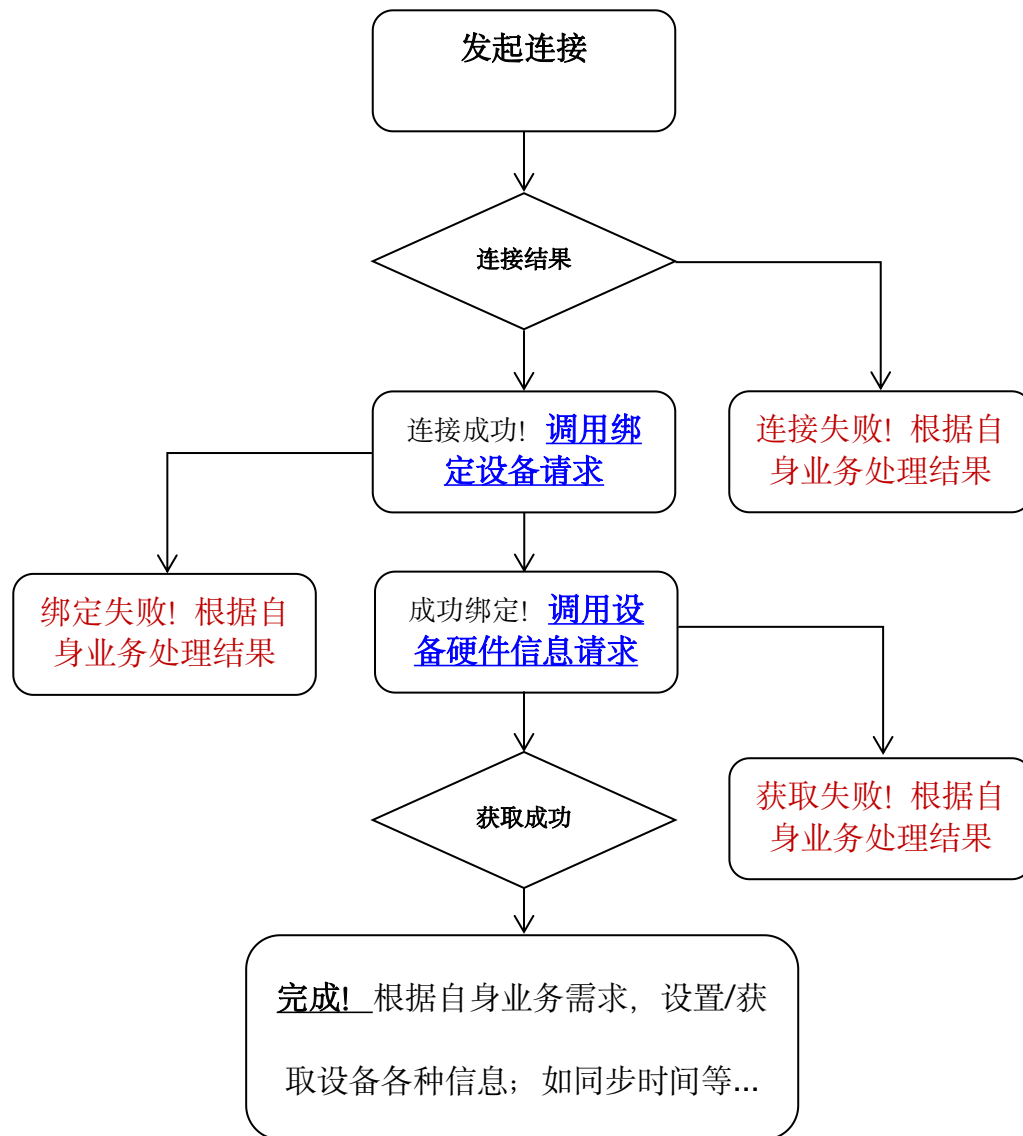 发起连接
连接结果
连接成功！调用绑
定设备请求
连接失败！根据自
身业务处理结果
绑定失败！根据自
身业务处理结果
成功绑定！调用设
备硬件信息请求
获取成功
获取失败！根据自
身业务处理结果
完成！根据自身业务需求，设置/获
取设备各种信息；如同步时间等...